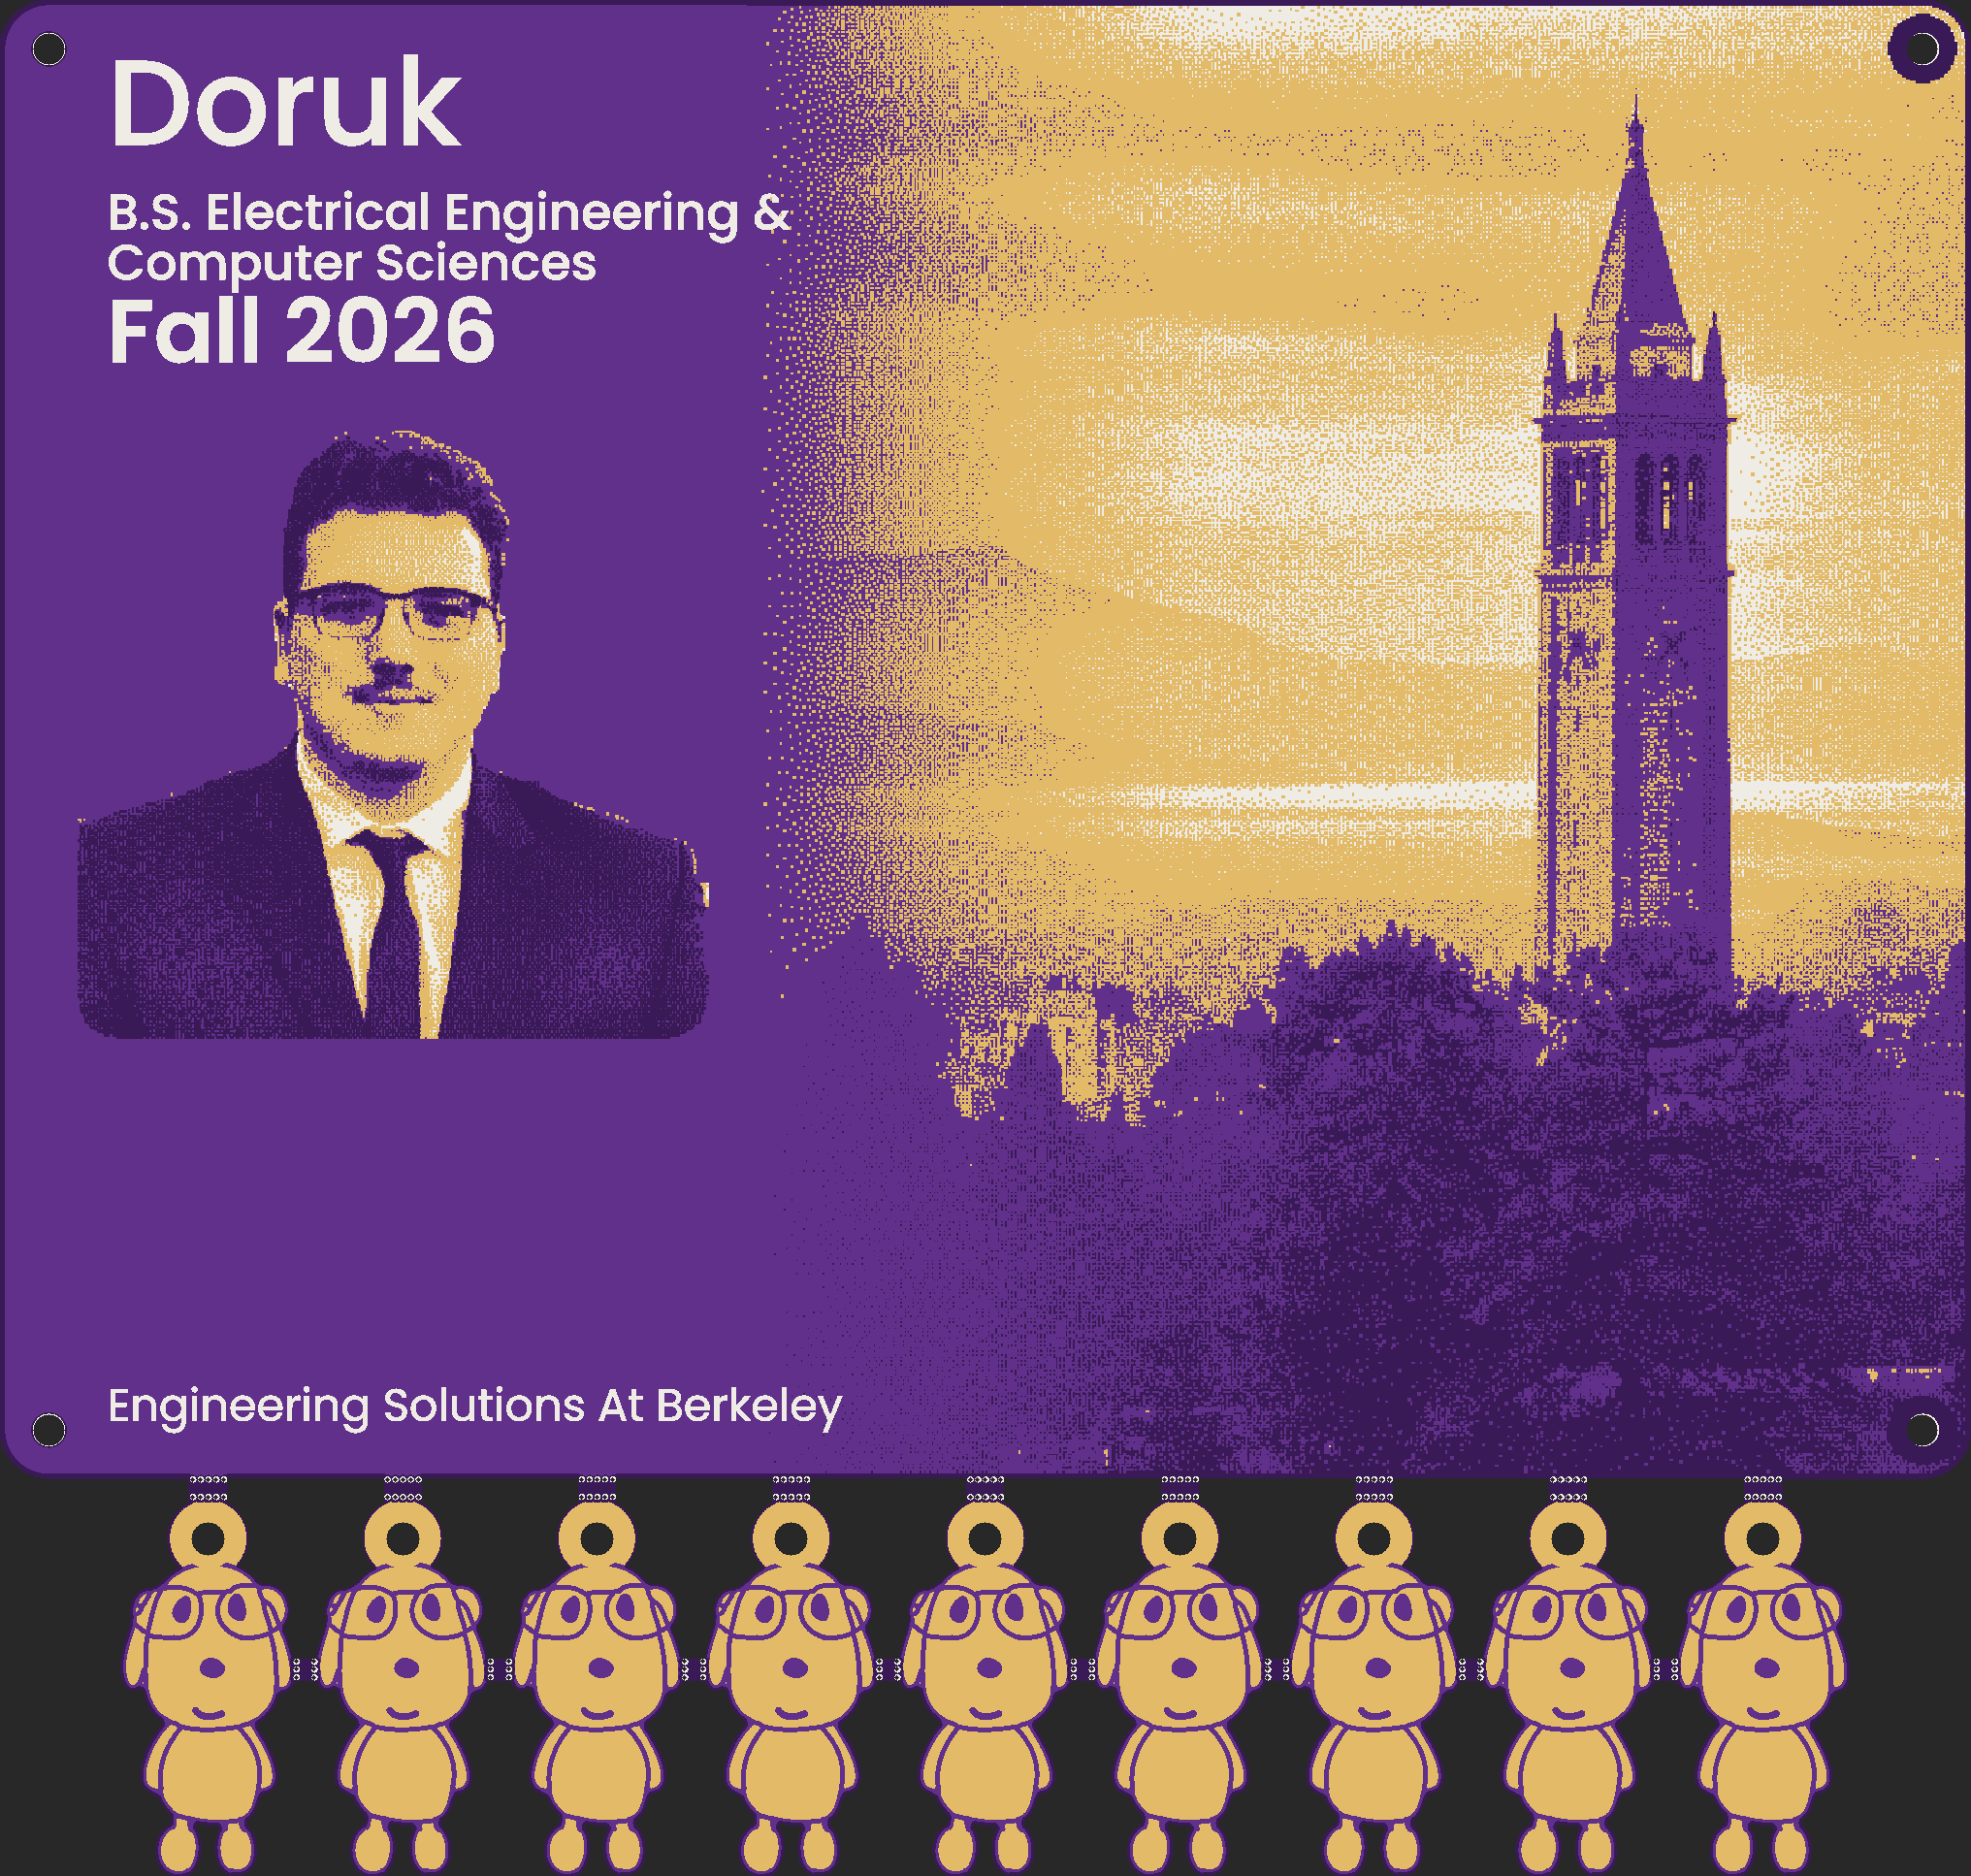 Doruk
B.S. Electrical Engineering &
Computer Sciences
Fall 2026
Engineering Solutions At Berkeley